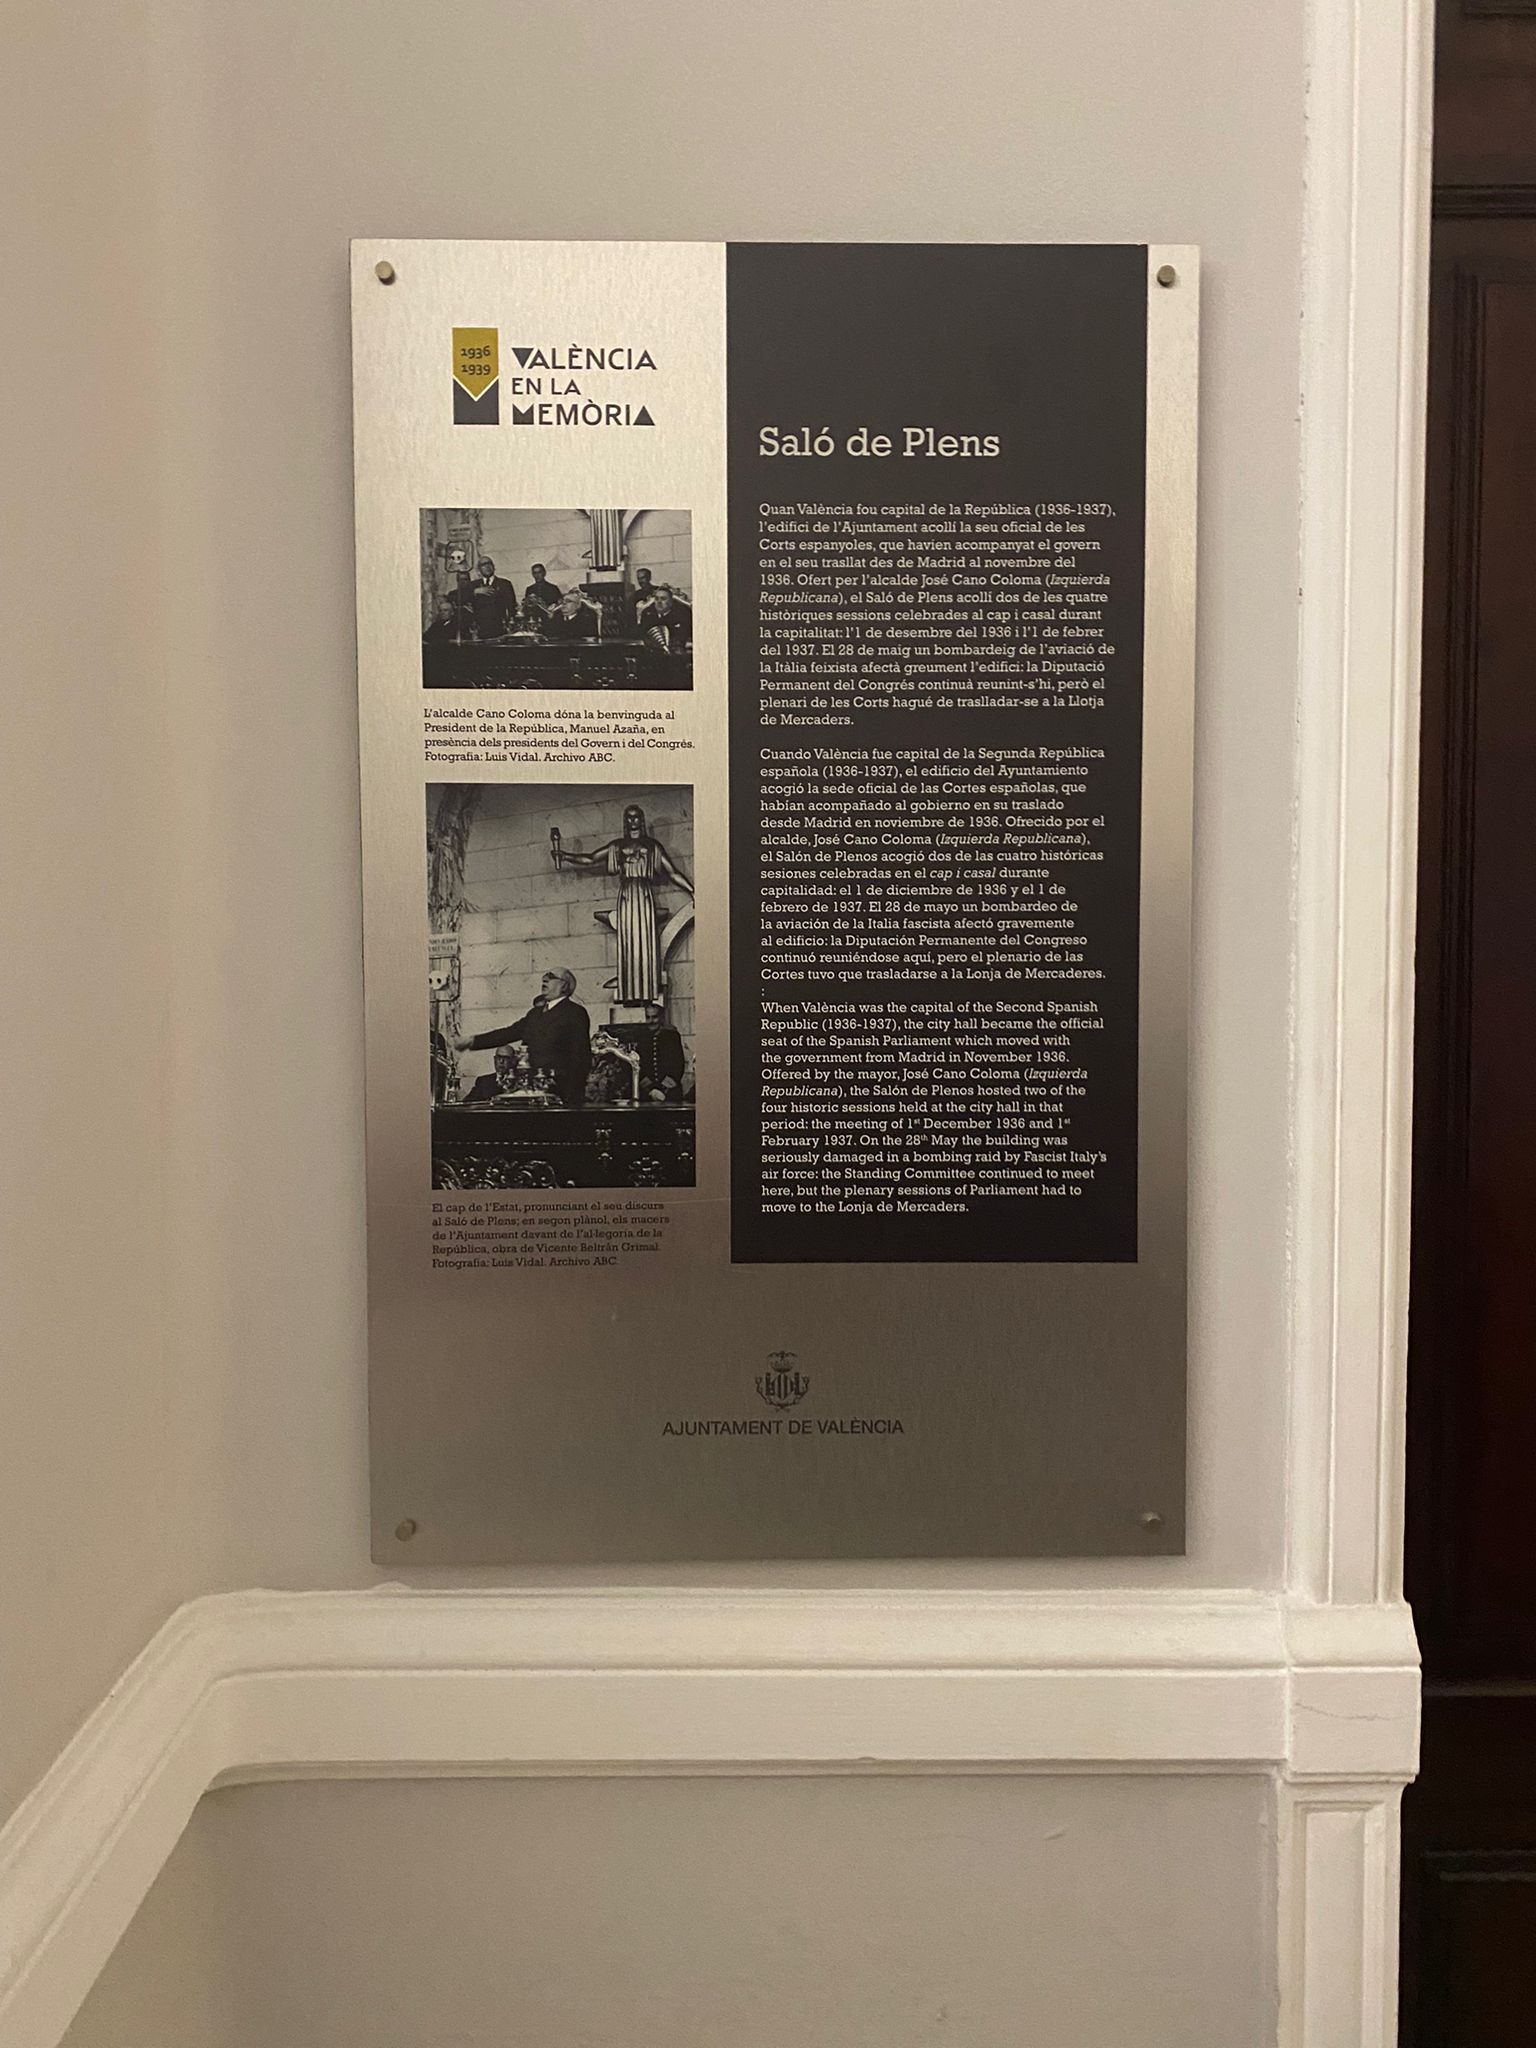 1936
1939
VALÈNCIA
EN LA
MEMÒRIA
L'alcalde Cano Coloma dóna la benvinguda al
President de la República, Manuel Azaña, en
presència dels presidents del Govern i del Congrés.
Fotografia: Luis Vidal. Archivo ABC.
El cap de l'Estat, pronunciant el seu discurs
al Saló de Plens; en segon plànol, els macers
de l'Ajuntament davant de l'al·legoria de la
República, obra de Vicente Beltrán Grimal.
Fotografia: Luis Vidal. Archivo ABC.
Saló de Plens
Quan València fou capital de la República (1936-1937),
l'edifici de l'Ajuntament acollí la seu oficial de les
Corts espanyoles, que havien acompanyat el govern
en el seu trasllat des de Madrid al novembre del
1936. Ofert per l'alcalde José Cano Coloma (Izquierda
Republicana), el Saló de Plens acollí dos de les quatre
històriques sessions celebrades al cap i casal durant
la capitalitat: l'1 de desembre del 1936 i l'1 de febrer
del 1937. El 28 de maig un bombardeig de l'aviació de
la Itàlia feixista afectà greument l'edifici: la Diputació
Permanent del Congrés continuà reunint-s'hi, però el
plenari de les Corts hagué de traslladar-se a la Llotja
de Mercaders.
Cuando València fue capital de la Segunda República
española (1936-1937), el edificio del Ayuntamiento
acogió la sede oficial de las Cortes españolas, que
habían acompañado al gobierno en su traslado
desde Madrid en noviembre de 1936. Ofrecido por el
alcalde, José Cano Coloma (Izquierda Republicana),
el Salón de Plenos acogió dos de las cuatro históricas
sesiones celebradas en el cap i casal durante
capitalidad: el 1 de diciembre de 1936 y el 1 de
febrero de 1937. El 28 de mayo un bombardeo de
la aviación de la Italia fascista afectó gravemente
al edificio: la Diputación Permanente del Congreso
continuó reuniéndose aquí, pero el plenario de las
Cortes tuvo que trasladarse a la Lonja de Mercaderes.
:
When València was the capital of the Second Spanish
Republic (1936-1937), the city hall became the official
seat of the Spanish Parliament which moved with
the government from Madrid in November 1936.
Offered by the mayor, José Cano Coloma (Izquierda
Republicana), the Salón de Plenos hosted two of the
four historic sessions held at the city hall in that
period: the meeting of 1st December 1936 and 1st
February 1937. On the 28th May the building was
seriously damaged in a bombing raid by Fascist Italy's
air force: the Standing Committee continued to meet
here, but the plenary sessions of Parliament had to
move to the Lonja de Mercaders.
AJUNTAMENT DE VALÈNCIA